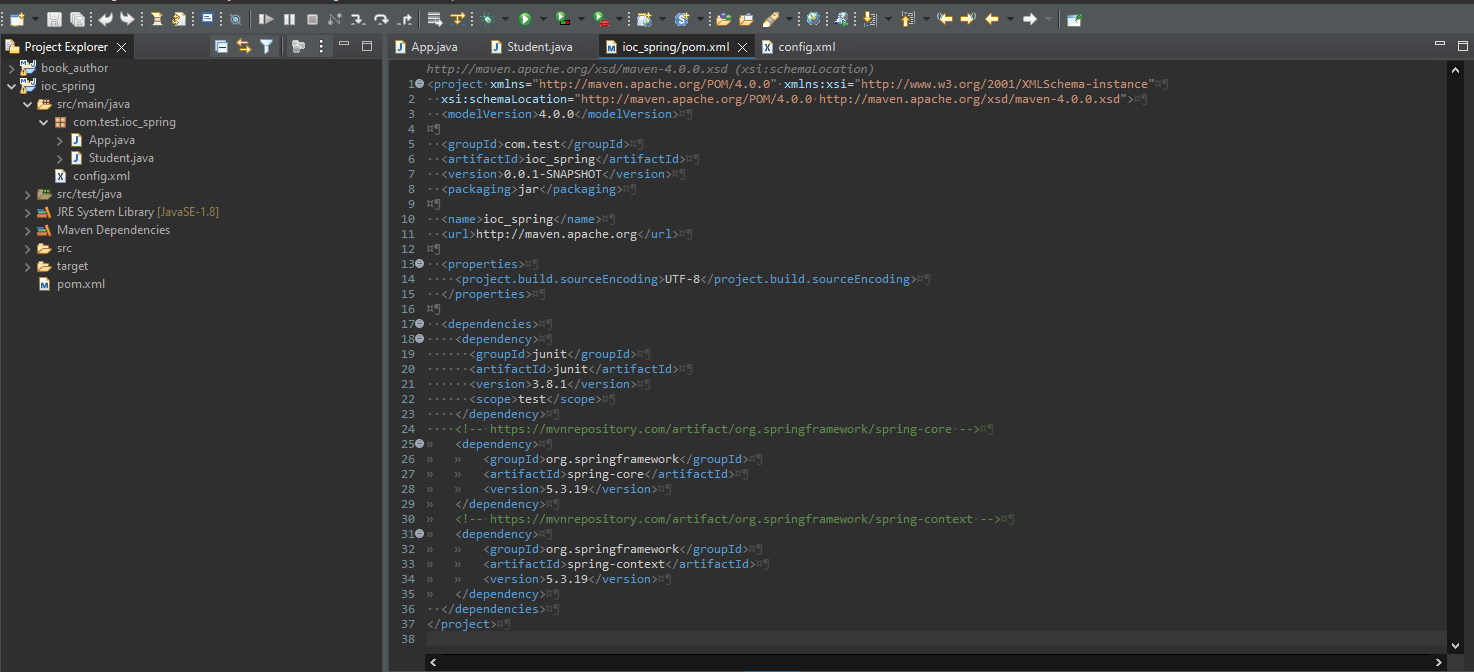 Project Explorer
book_author
ioc_spring
src/main/java
com.test.ioc_spring
App.java
Student.java
config.xml
src/test/java
JRE System Library [JavaSE-1.8]
Maven Dependencies
src
target
pom.xml
App.java
Student.java
ioc_spring/pom.xml
config.xml
http://maven.apache.org/xsd/maven-4.0.0.xsd (xsi:schemaLocation)
1 <project xmlns="http://maven.apache.org/POM/4.0.0" xmlns:xsi="http://www.w3.org/2001/XMLSchema-instance"
2 xsi:schemaLocation="http://maven.apache.org/POM/4.0.0 http://maven.apache.org/xsd/maven-4.0.0.xsd">
3 <modelVersion>4.0.0</modelVersion>
4
5 <groupId>com.test</groupId>
6 <artifactId>ioc_spring</artifactId>
7 <version>0.0.1-SNAPSHOT</version>
8 <packaging>jar</packaging>
9
10 <name>ioc_spring</name>
11 <url>http://maven.apache.org</url>
12
13 <properties>
14 <project.build.sourceEncoding>UTF-8</project.build.sourceEncoding>
15 </properties>
16
17 <dependencies>
18 <dependency>
19 <groupId>junit</groupId>
20 <artifactId>junit</artifactId>
21 <version>3.8.1</version>
22 <scope>test</scope>
23 </dependency>
24 <!-- https://mvnrepository.com/artifact/org.springframework/spring-core -->
25 <dependency>
26 <groupId>org.springframework</groupId>
27 <artifactId>spring-core</artifactId>
28 <version>5.3.19</version>
29 </dependency>
30 <!-- https://mvnrepository.com/artifact/org.springframework/spring-context -->
31 <dependency>
32 <groupId>org.springframework</groupId>
33 <artifactId>spring-context</artifactId>
34 <version>5.3.19</version>
35 </dependency>
36 </dependencies>
37 </project>
38